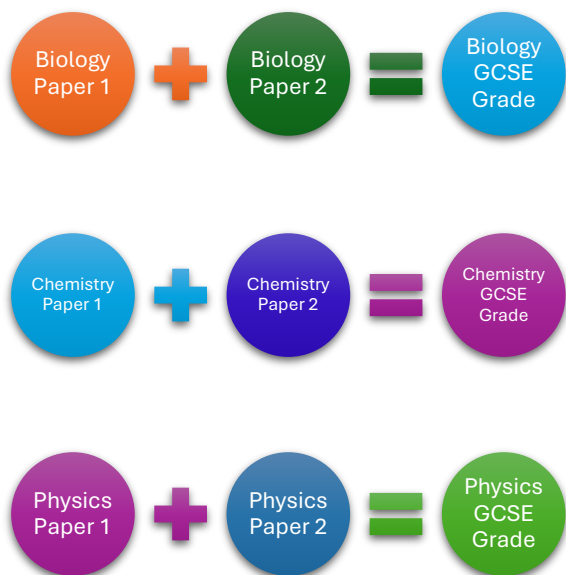 Biology
Paper 1
Biology
Paper 2
Biology
GCSE
Grade
Chemistry
Paper 1
Chemistry
Paper 2
Chemistry
GCSE
Grade
Physics
Paper 1
Physics
Paper 2
Physics
GCSE
Grade